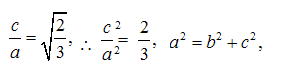 c/a = √(2/3), ∴ c²/a² = 2/3, a² = b² + c²,